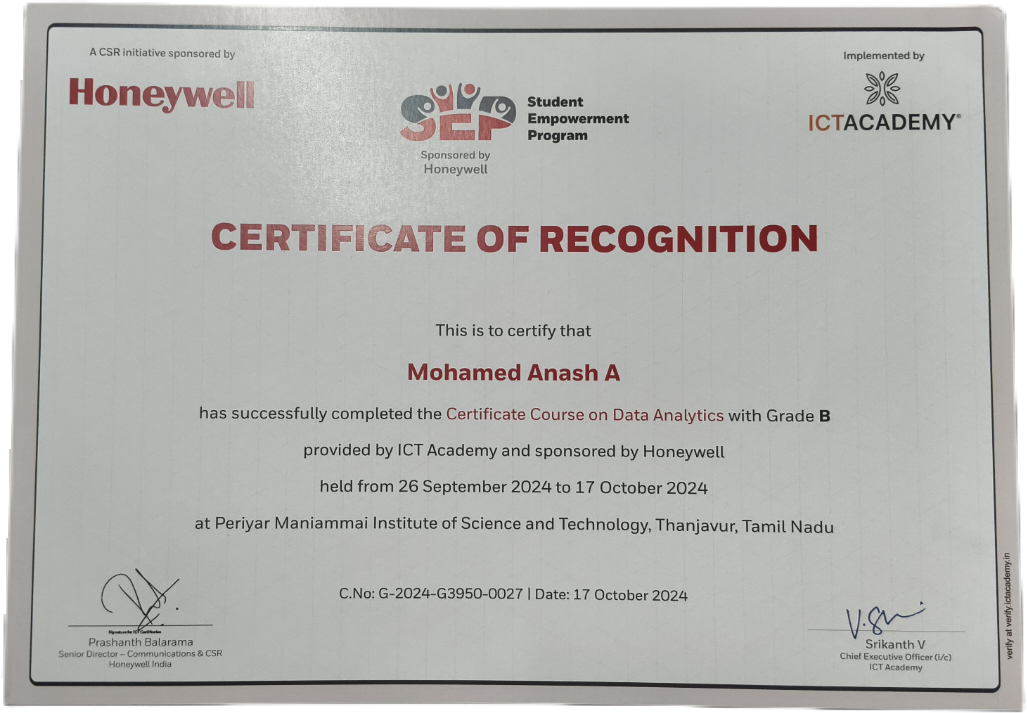 A CSR initiative sponsored by
Honeywell
SEP
Student
Empowerment
Program
Sponsored by
Honeywell
Implemented by
ICTACADEMY®
CERTIFICATE OF RECOGNITION
This is to certify that
Mohamed Anash A
has successfully completed the Certificate Course on Data Analytics with Grade B
provided by ICT Academy and sponsored by Honeywell
held from 26 September 2024 to 17 October 2024
at Periyar Maniammai Institute of Science and Technology, Thanjavur, Tamil Nadu
C.No: G-2024-G3950-0027 | Date: 17 October 2024
Prashanth Balarama
Senior Director – Communications & CSR
Honeywell India
V.S
Srikanth V
Chief Executive Officer (i/c)
ICT Academy
verify at verify.ictacademy.in